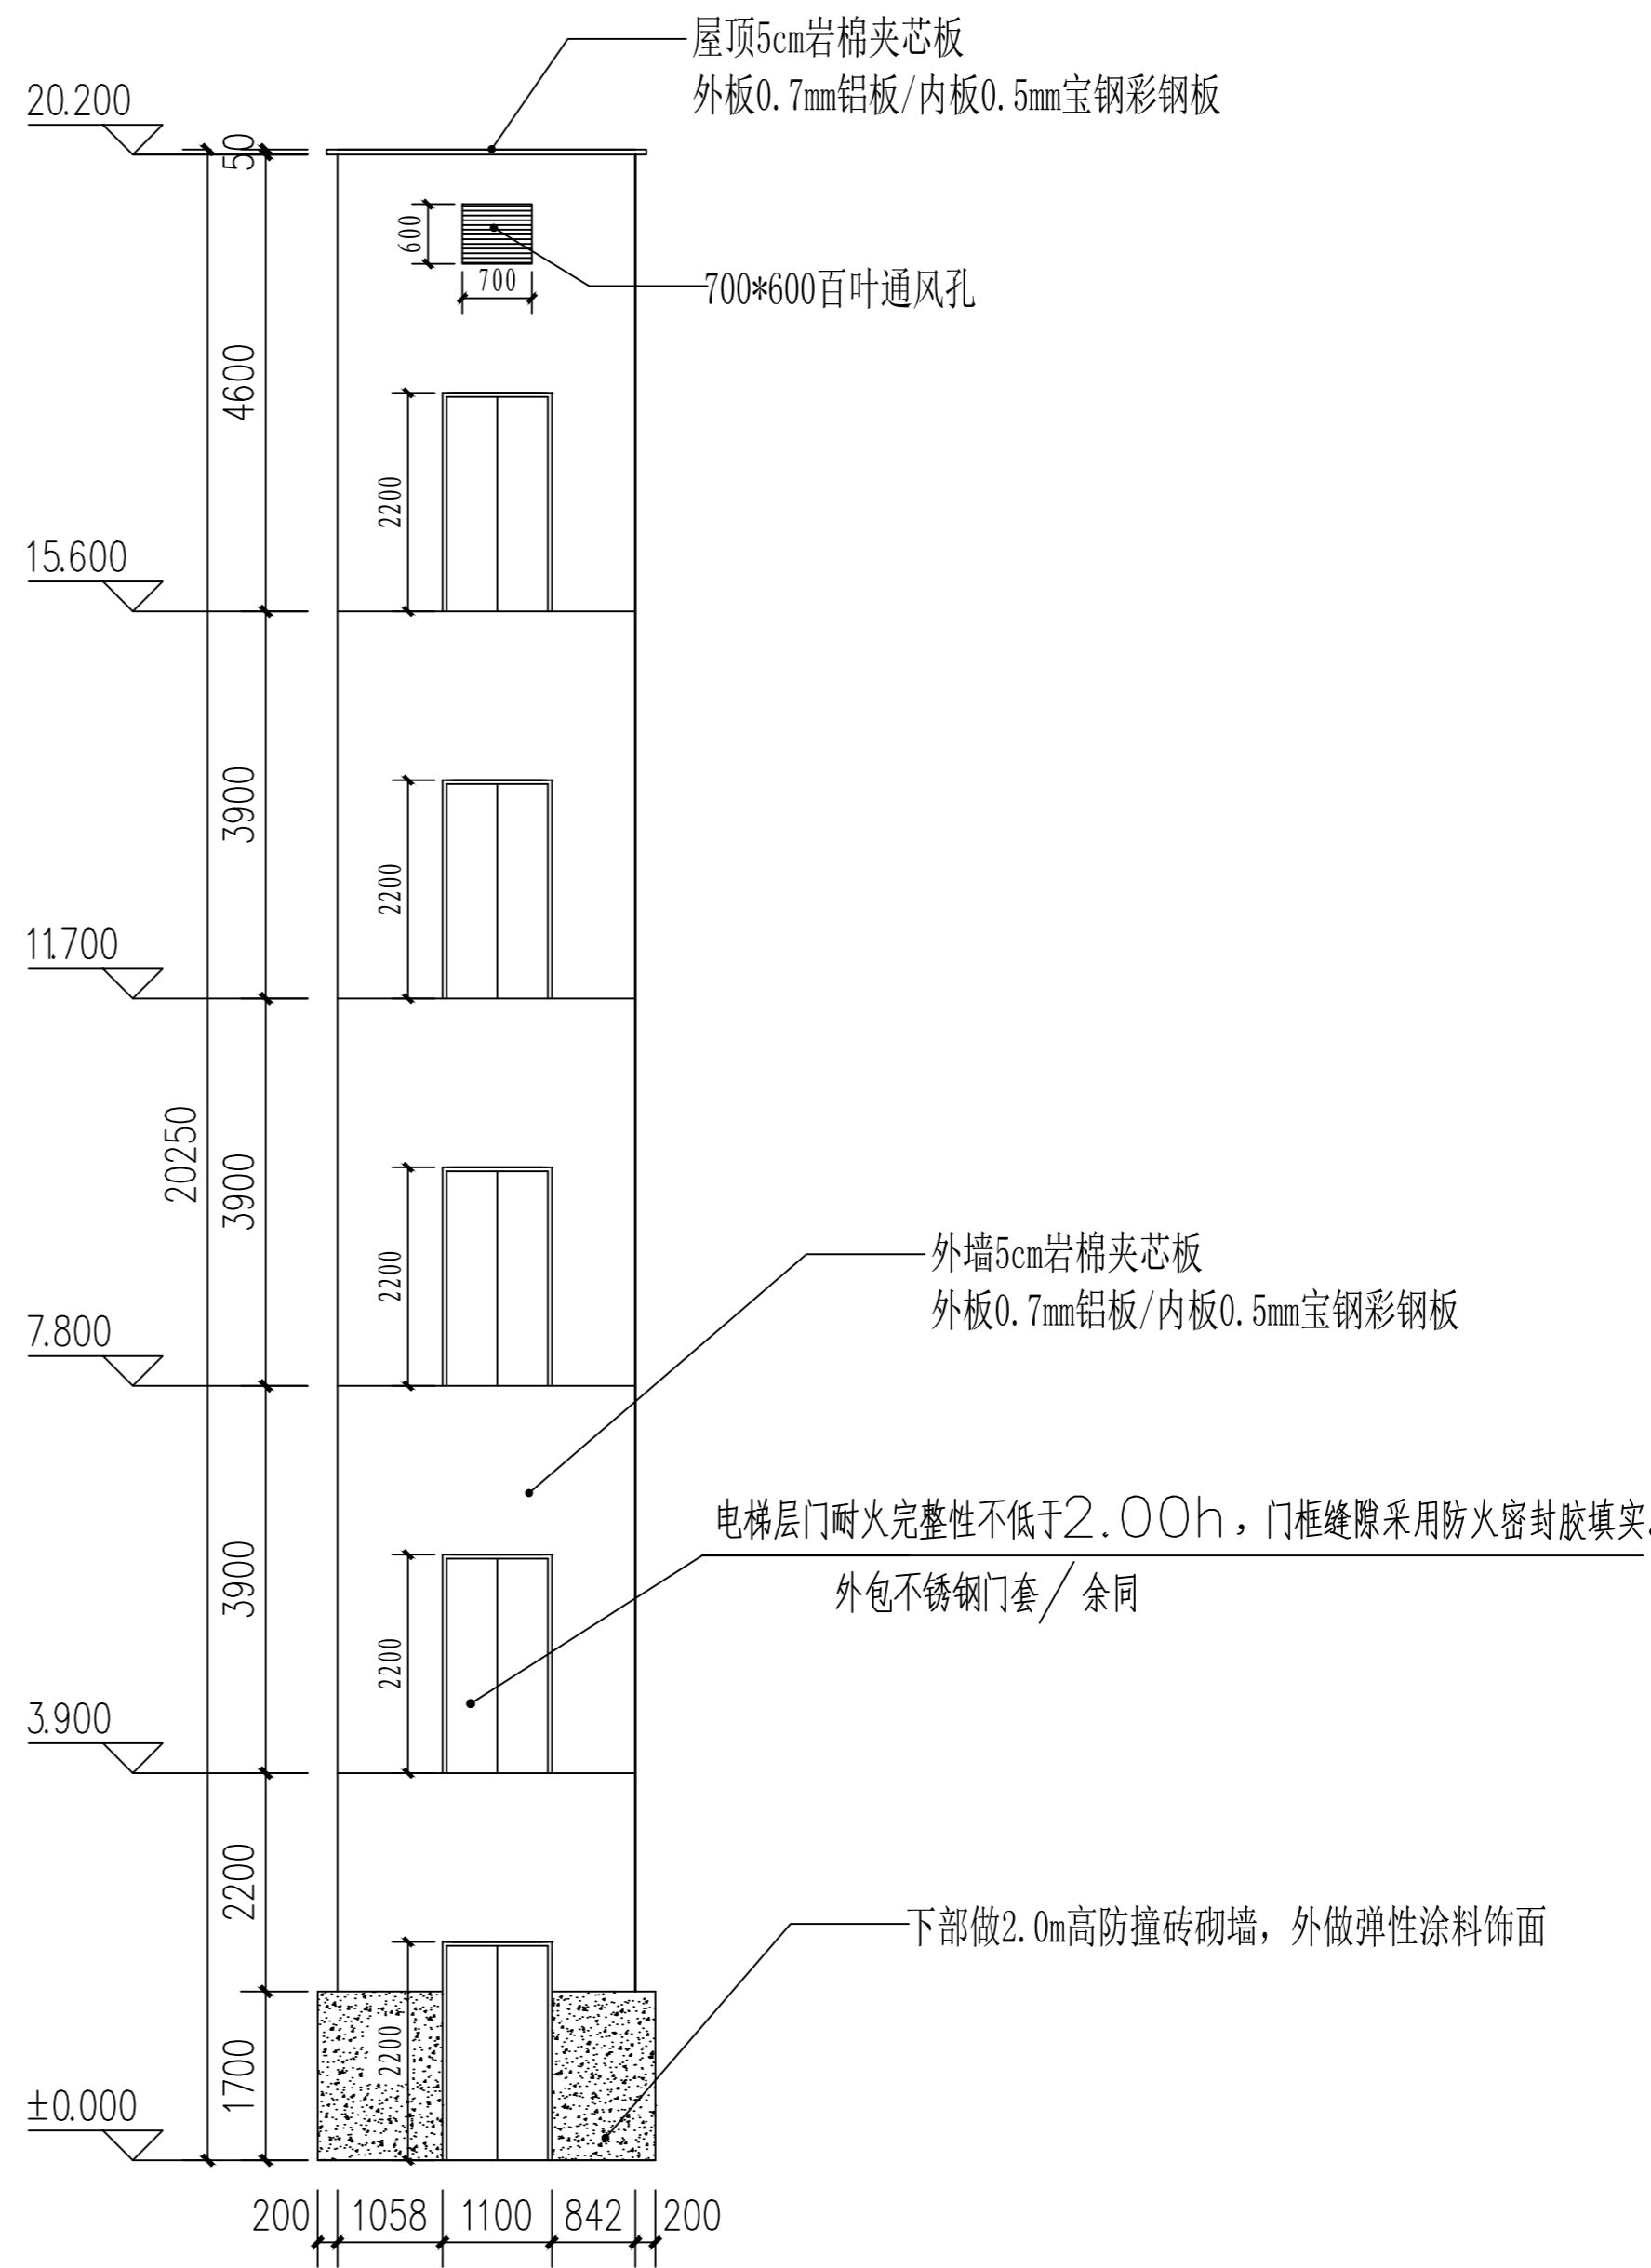 屋顶5cm岩棉夹芯板
外板0.7mm铝板/内板0.5mm宝钢彩钢板
20.200
50
600
700
700*600百叶通风孔
4600
2200
15.600
3900
2200
11.700
20250
3900
2200
外墙5cm岩棉夹芯板
外板0.7mm铝板/内板0.5mm宝钢彩钢板
7.800
电梯层门耐火完整性不低于2.00h，门框缝隙采用防火密封胶填实.
外包不锈钢门套/余同
3900
2200
3.900
2200
下部做2.0m高防撞砖砌墙，外做弹性涂料饰面
2200
1700
±0.000
200 1058 1100 842 200